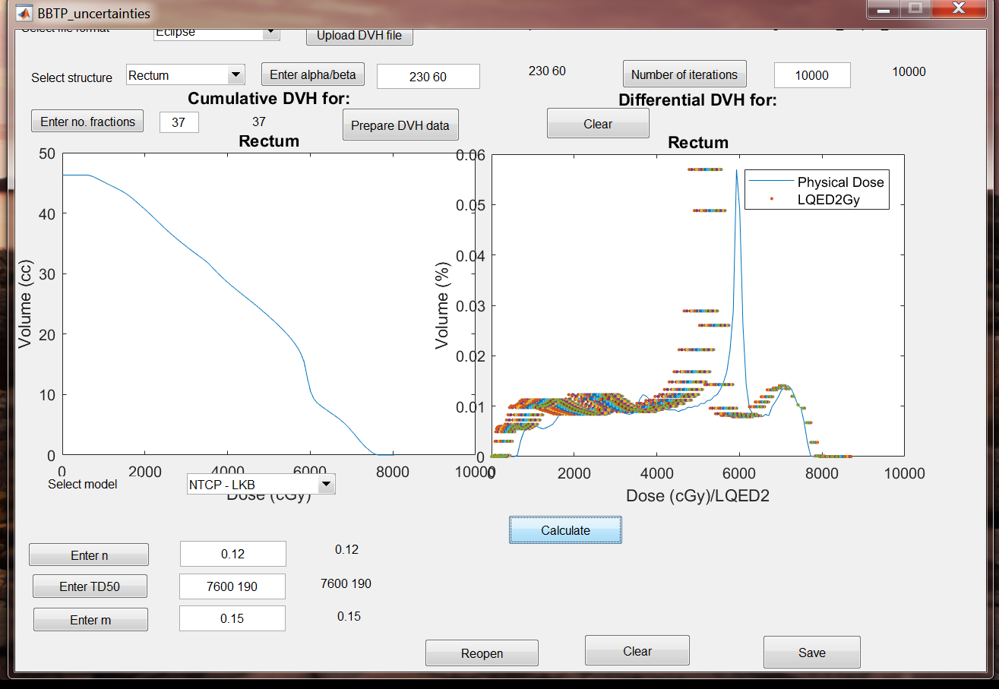 BBTP_uncertainties
Select file format Eclipse Upload DVH file
Select structure Rectum Enter alpha/beta 230 60 230 60 Number of iterations 10000 10000
Cumulative DVH for: Differential DVH for:
Enter no. fractions 37 37 Prepare DVH data Clear
Rectum Rectum
50
40
30
20
10
0
Volume (cc)
0 2000 4000 6000 8000 10000
Dose (cGy)
0.06
0.05
0.04
0.03
0.02
0.01
0
Volume (%)
Physical Dose
LQED2Gy
0 2000 4000 6000 8000 10000
Dose (cGy)/LQED2
Select model NTCP - LKB
Calculate
Enter n 0.12 0.12
Enter TD50 7600 190 7600 190
Enter m 0.15 0.15
Reopen Clear Save